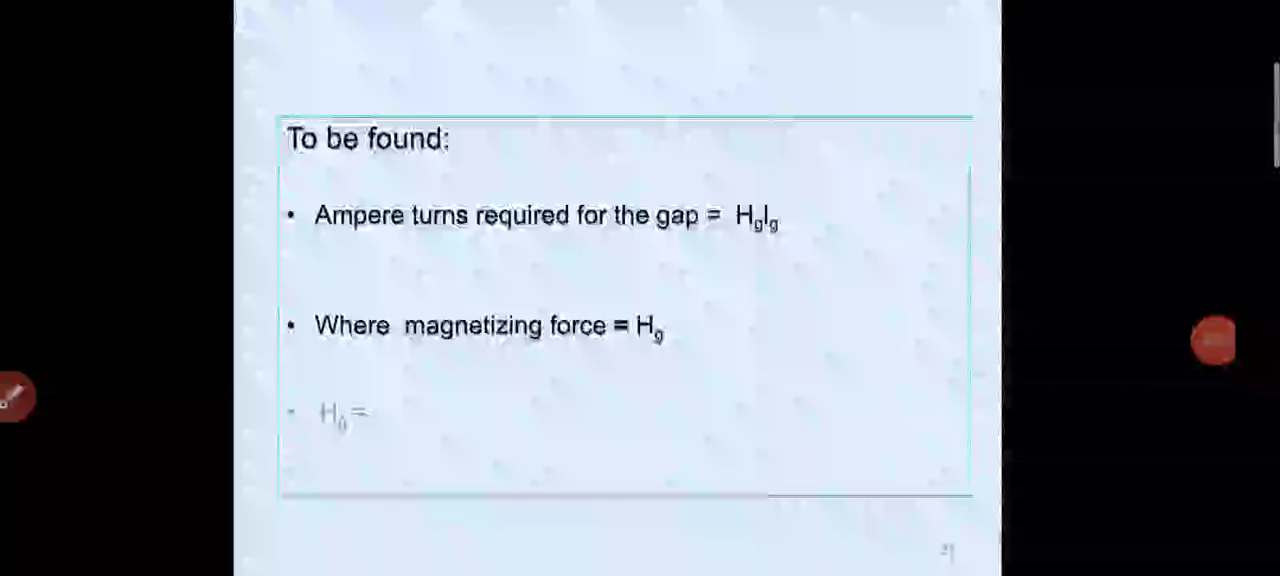 To be found:
• Ampere turns required for the gap = Hglg
• Where magnetizing force = Hg
• Hg =